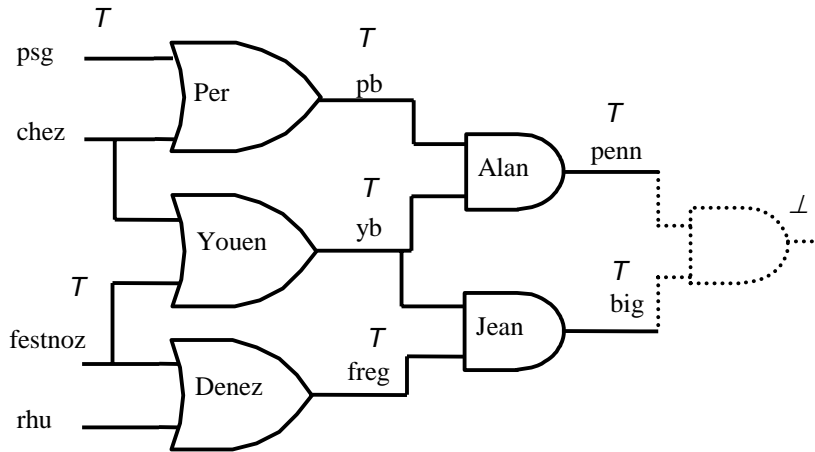 T
psg
Per
T
pb
chez
T
penn
Alan
T
yb
Youen
⊥
T
T
big
festnoz
Jean
T
freg
Denez
rhu